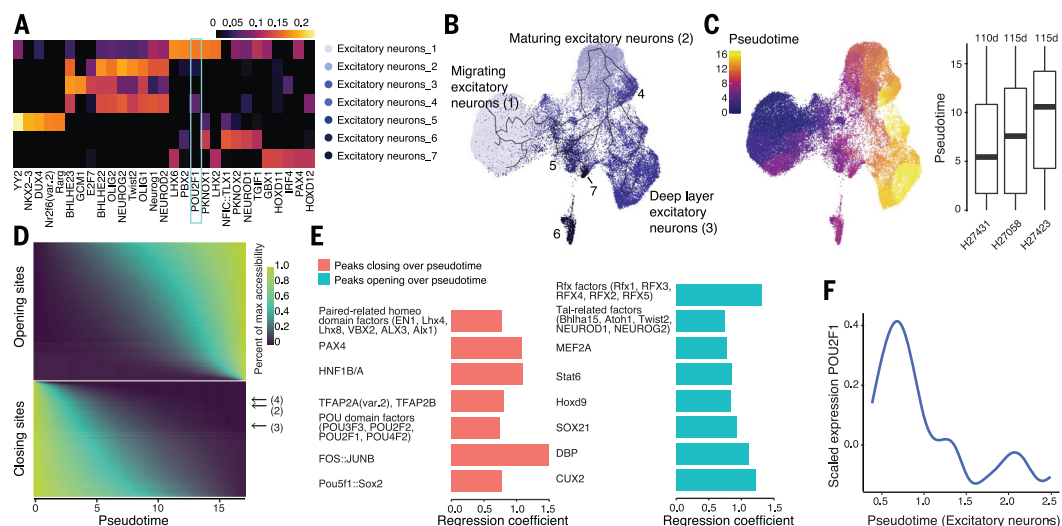 A
0 0.05 0.1 0.15 0.2
Excitatory neurons_1
Excitatory neurons_2
Excitatory neurons_3
Excitatory neurons_4
Excitatory neurons_5
Excitatory neurons_6
Excitatory neurons_7
YY2
NKX2-3
DUX4
Nr2f6(var.2)
Rarg
BHLHE23
GCM1
E2F7
BHLHE22
OLIG2
NEUROG2
Twist2
OLIG1
Neurog1
NEUROD2
LHX6
PBX2
POU2F1
PKNOX1
LHX2
NFIC::TLX1
PKNOX2
NEUROD1
TGIF1
GBX1
HOXD11
IRF4
PAX4
HOXD12
B
Maturing excitatory neurons (2)
Migrating
excitatory
neurons (1)
4
5
7
6
Deep layer
excitatory
neurons (3)
C
Pseudotime
16
12
8
4
0
110d 115d 115d
Pseudotime
15
10
5
0
H27431
H27058
H27423
D
Opening sites
Closing sites
Percent of max accessibility
1.0
0.8
0.6
0.4
0.2
0
(4)
(2)
(3)
0 5 10 15
Pseudotime
E
Peaks closing over pseudotime
Peaks opening over pseudotime
Paired-related homeo
domain factors (EN1, Lhx4,
Lhx8, VBX2, ALX3, Alx1)
PAX4
HNF1B/A
TFAP2A(var.2), TFAP2B
POU domain factors
(POU3F3, POU2F2,
POU2F1, POU4F2)
FOS::JUNB
Pou5f1::Sox2
0 0.5 1.0 1.5
Regression coefficient
Rfx factors (Rfx1, RFX3,
RFX4, RFX2, RFX5)
Tal-related factors
(Bhlha15, Atoh1, Twist2,
NEUROD1, NEUROG2)
MEF2A
Stat6
Hoxd9
SOX21
DBP
CUX2
0 0.5 1.0 1.5
Regression coefficient
F
Scaled expression POU2F1
0.4
0.2
0.0
0.5 1.0 1.5 2.0 2.5
Pseudotime (Excitatory neurons)